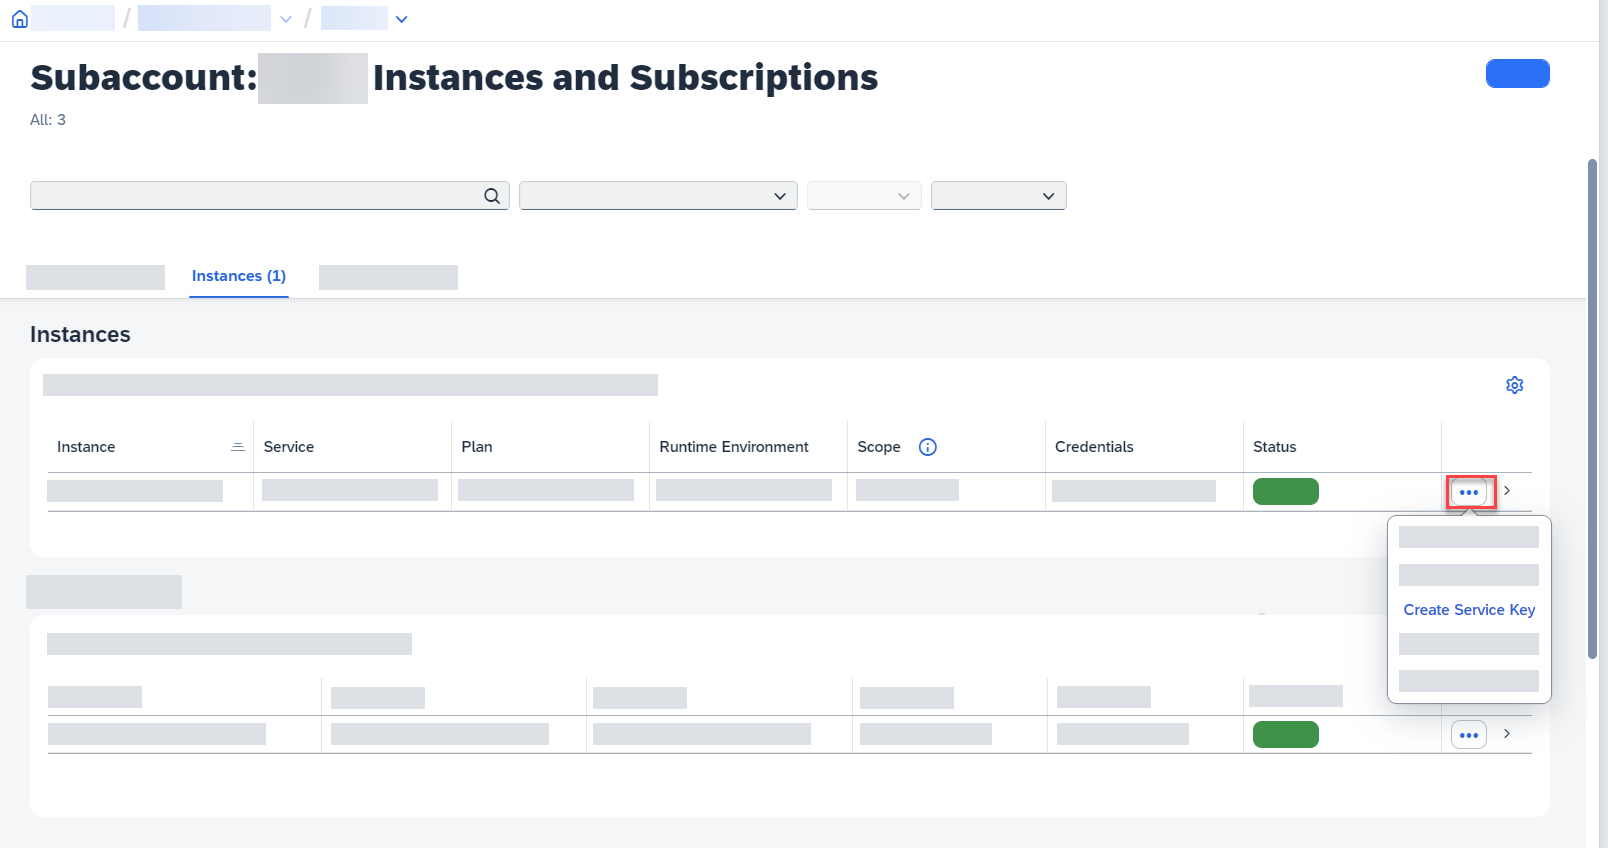 Subaccount: Instances and Subscriptions
All: 3
Instances (1)
Instances
Instance Service Plan Runtime Environment Scope Credentials Status
Create Service Key